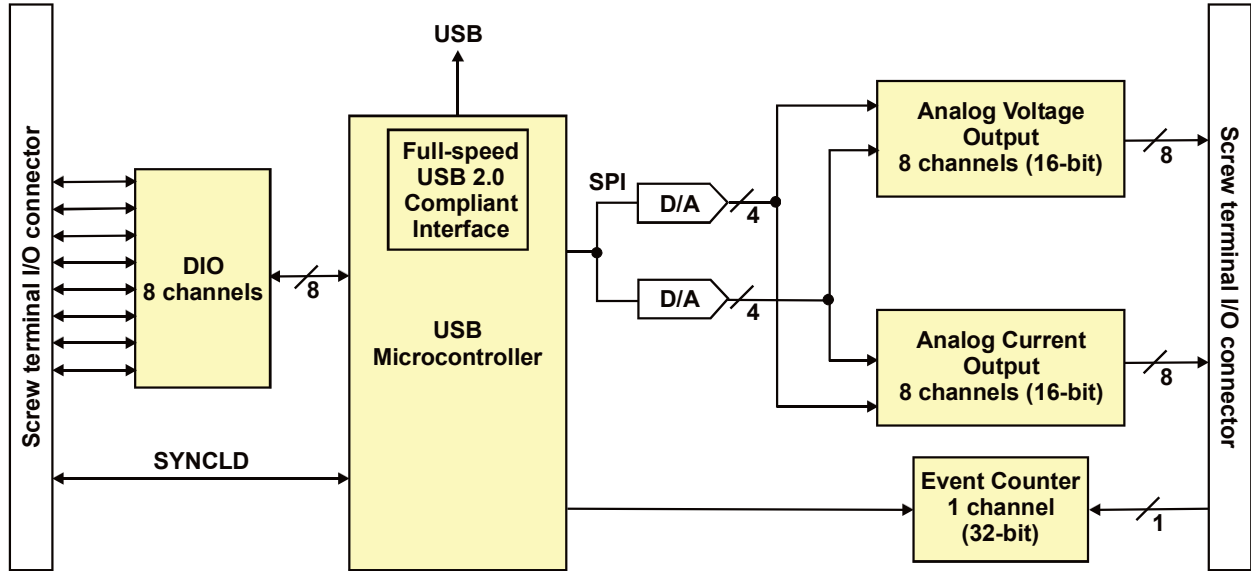 Screw terminal I/O connector
DIO
8 channels
8
SYNCLD
USB
Full-speed
USB 2.0
Compliant
Interface
USB
Microcontroller
SPI
D/A
4
D/A
4
Analog Voltage
Output
8 channels (16-bit)
8
Analog Current
Output
8 channels (16-bit)
8
Event Counter
1 channel
(32-bit)
1
Screw terminal I/O connector